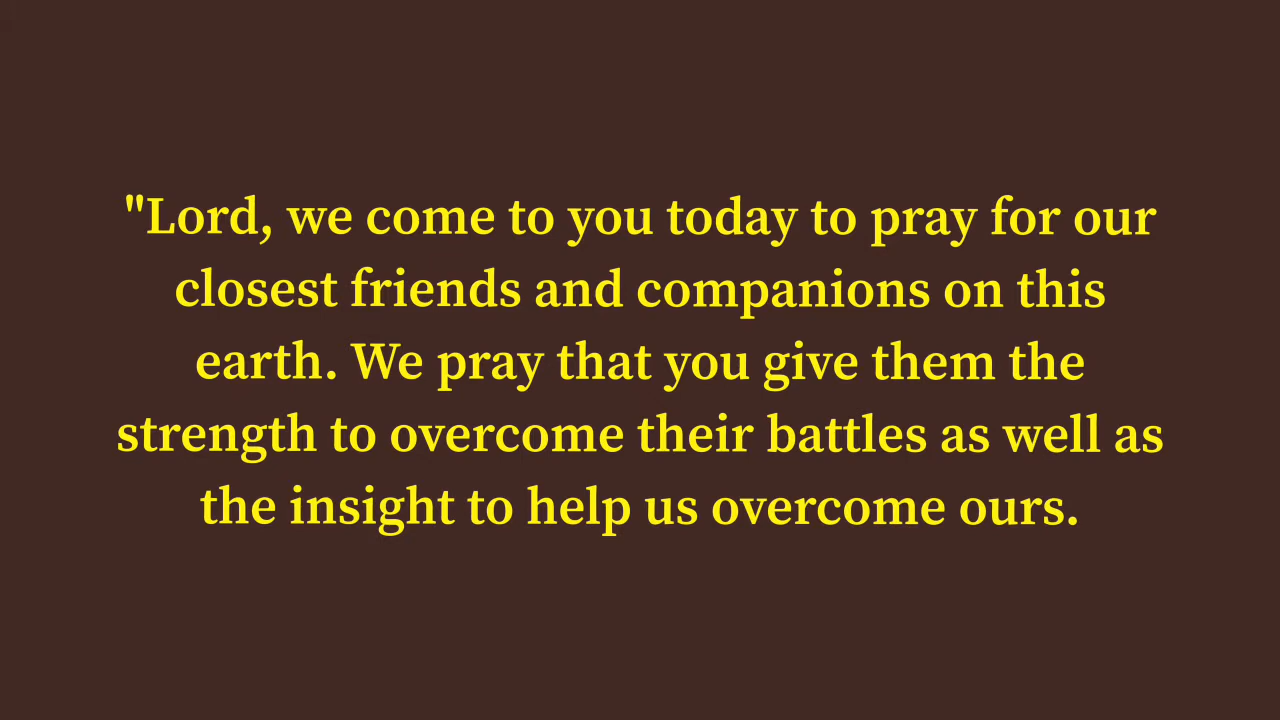 "Lord, we come to you today to pray for our
closest friends and companions on this
earth. We pray that you give them the
strength to overcome their battles as well as
the insight to help us overcome ours.